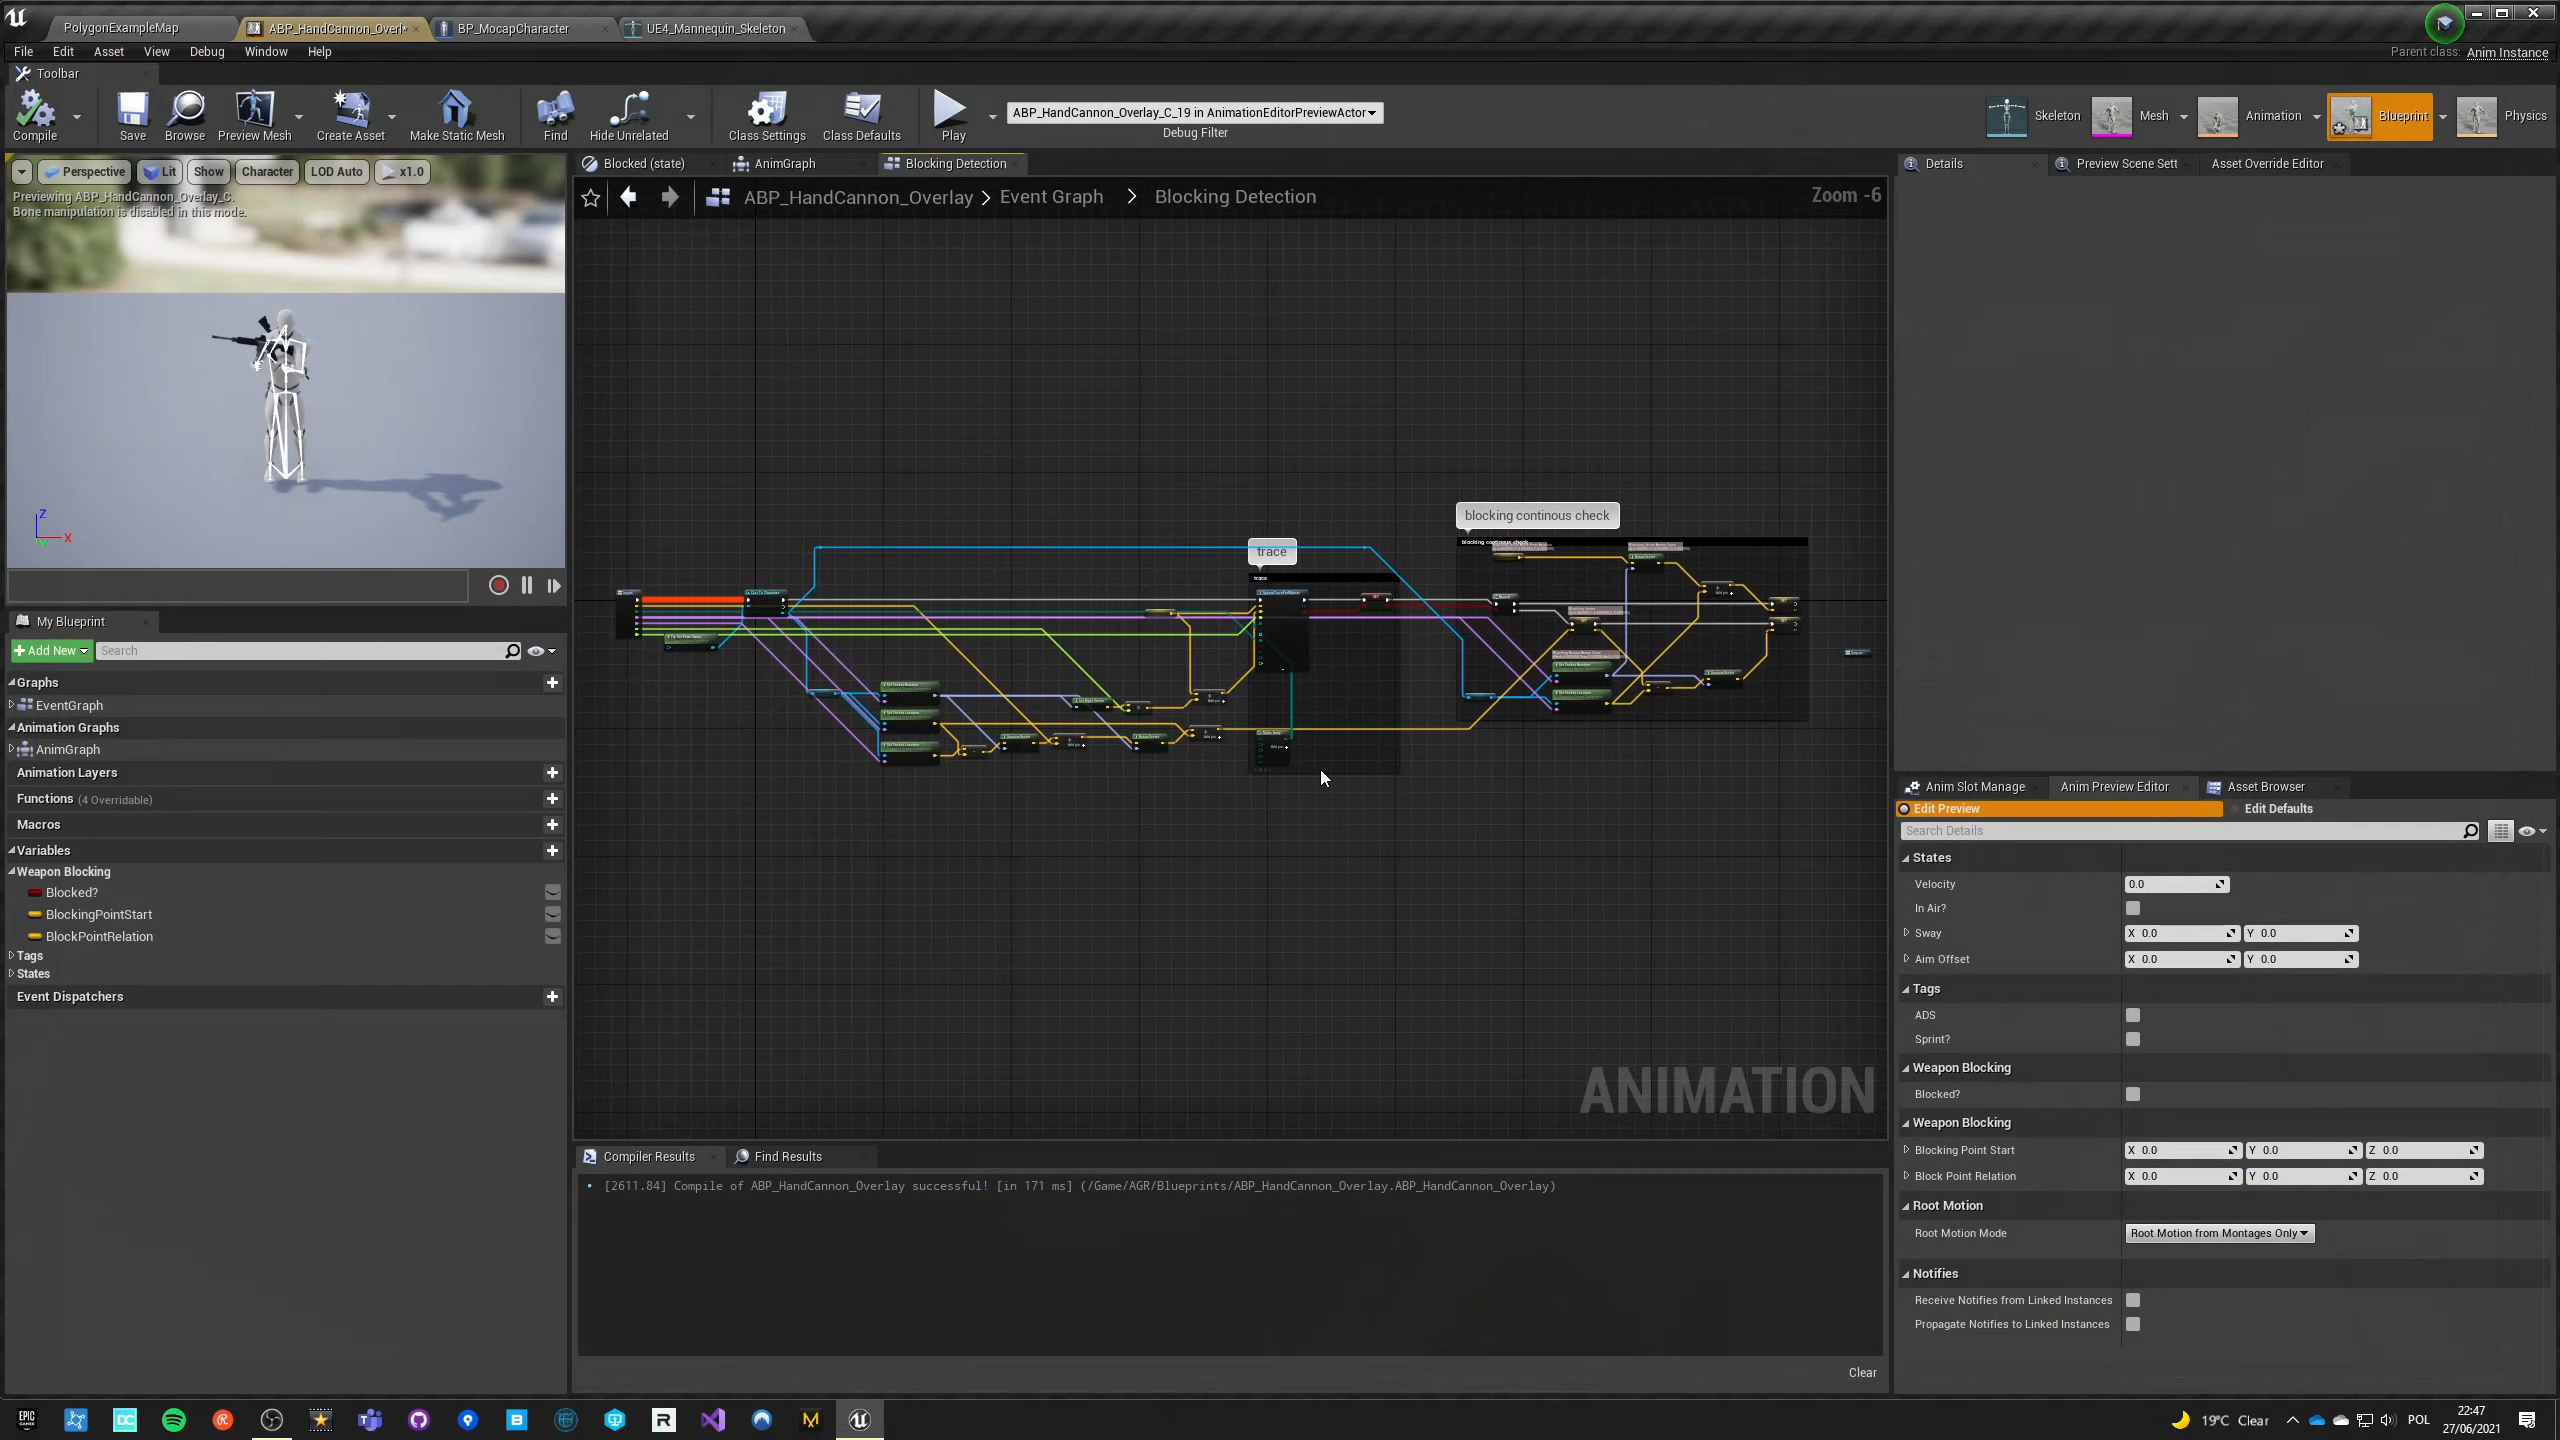 PolygonExampleMap
ABP_HandCannon_Overl
BP_MocapCharacter
UE4_Mannequin_Skeleton
File Edit Asset View Debug Window Help
Parent class: Anim Instance
Toolbar
Compile Save Browse Preview Mesh Create Asset Make Static Mesh Find Hide Unrelated Class Settings Class Defaults Play
ABP_HandCannon_Overlay_C_19 in AnimationEditorPreviewActor
Debug Filter
Skeleton Mesh Animation Blueprint Physics
Perspective Lit Show Character LOD Auto x1.0
Previewing ABP_HandCannon_Overlay_C.
Bone manipulation is disabled in this mode.
Z
X
Y
Blocked (state) AnimGraph Blocking Detection
ABP_HandCannon_Overlay > Event Graph > Blocking Detection
Zoom -6
trace
trace
blocking continous check
blocking continous check
ANIMATION
My Blueprint
Add New Search
Graphs
EventGraph
Animation Graphs
AnimGraph
Animation Layers
Functions (4 Overridable)
Macros
Variables
Weapon Blocking
Blocked?
BlockingPointStart
BlockPointRelation
Tags
States
Event Dispatchers
Compiler Results Find Results
[2611.84] Compile of ABP_HandCannon_Overlay successful! [in 171 ms] (/Game/AGR/Blueprints/ABP_HandCannon_Overlay.ABP_HandCannon_Overlay)
Clear
Details Preview Scene Sett Asset Override Editor
Anim Slot Manage Anim Preview Editor Asset Browser
Edit Preview Edit Defaults
Search Details
States
Velocity 0.0
In Air?
Sway X 0.0 Y 0.0
Aim Offset X 0.0 Y 0.0
Tags
ADS
Sprint?
Weapon Blocking
Blocked?
Weapon Blocking
Blocking Point Start X 0.0 Y 0.0 Z 0.0
Block Point Relation X 0.0 Y 0.0 Z 0.0
Root Motion
Root Motion Mode Root Motion from Montages Only
Notifies
Receive Notifies from Linked Instances
Propagate Notifies to Linked Instances
EPIC GAMES
DC
B
R
M
19°C Clear
POL
22:47
27/06/2021